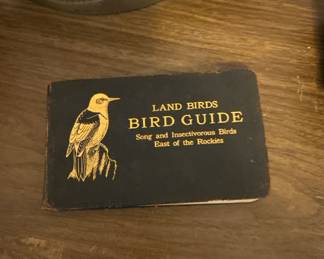 LAND BIRDS
BIRD GUIDE
Song and Insectivorous Birds
East of the Rockies